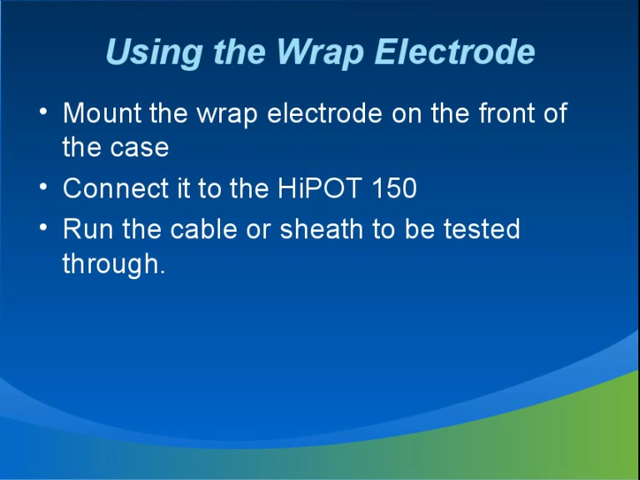 Using the Wrap Electrode
• Mount the wrap electrode on the front of
the case
• Connect it to the HiPOT 150
• Run the cable or sheath to be tested
through.